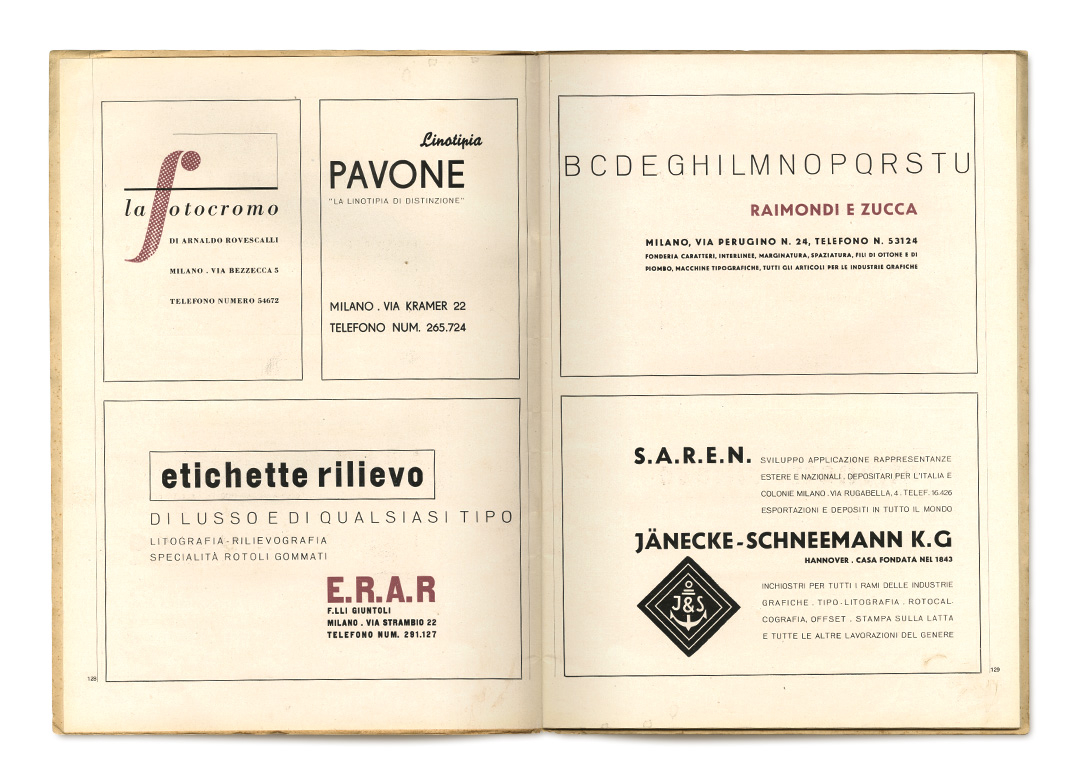 la fotocromo
DI ARNALDO ROVESCALLI
MILANO . VIA BEZZECCA 5
TELEFONO NUMERO 54672
Linotipia
PAVONE
"LA LINOTIPIA DI DISTINZIONE"
MILANO . VIA KRAMER 22
TELEFONO NUM. 265.724
etichette rilievo
DI LUSSO E DI QUALSIASI TIPO
LITOGRAFIA-RILIEVOGRAFIA
SPECIALITÀ ROTOLI GOMMATI
E.R.A.R
F.LLI GIUNTOLI
MILANO . VIA STRAMBIO 22
TELEFONO NUM. 291.127
128
BCDEGHILMNOPQRSTU
RAIMONDI E ZUCCA
MILANO, VIA PERUGINO N. 24, TELEFONO N. 53124
FONDERIA CARATTERI, INTERLINEE, MARGINATURA, SPAZIATURA, FILI DI OTTONE E DI
PIOMBO, MACCHINE TIPOGRAFICHE, TUTTI GLI ARTICOLI PER LE INDUSTRIE GRAFICHE
S.A.R.E.N. SVILUPPO APPLICAZIONE RAPPRESENTANZE
ESTERE E NAZIONALI . DEPOSITARI PER L'ITALIA E
COLONIE MILANO . VIA RUGABELLA, 4 . TELEF. 16.426
ESPORTAZIONI E DEPOSITI IN TUTTO IL MONDO
JÄNECKE-SCHNEEMANN K.G
HANNOVER . CASA FONDATA NEL 1843
J&S
INCHIOSTRI PER TUTTI I RAMI DELLE INDUSTRIE
GRAFICHE . TIPO-LITOGRAFIA . ROTOCAL-
COGRAFIA, OFFSET . STAMPA SULLA LATTA
E TUTTE LE ALTRE LAVORAZIONI DEL GENERE
129